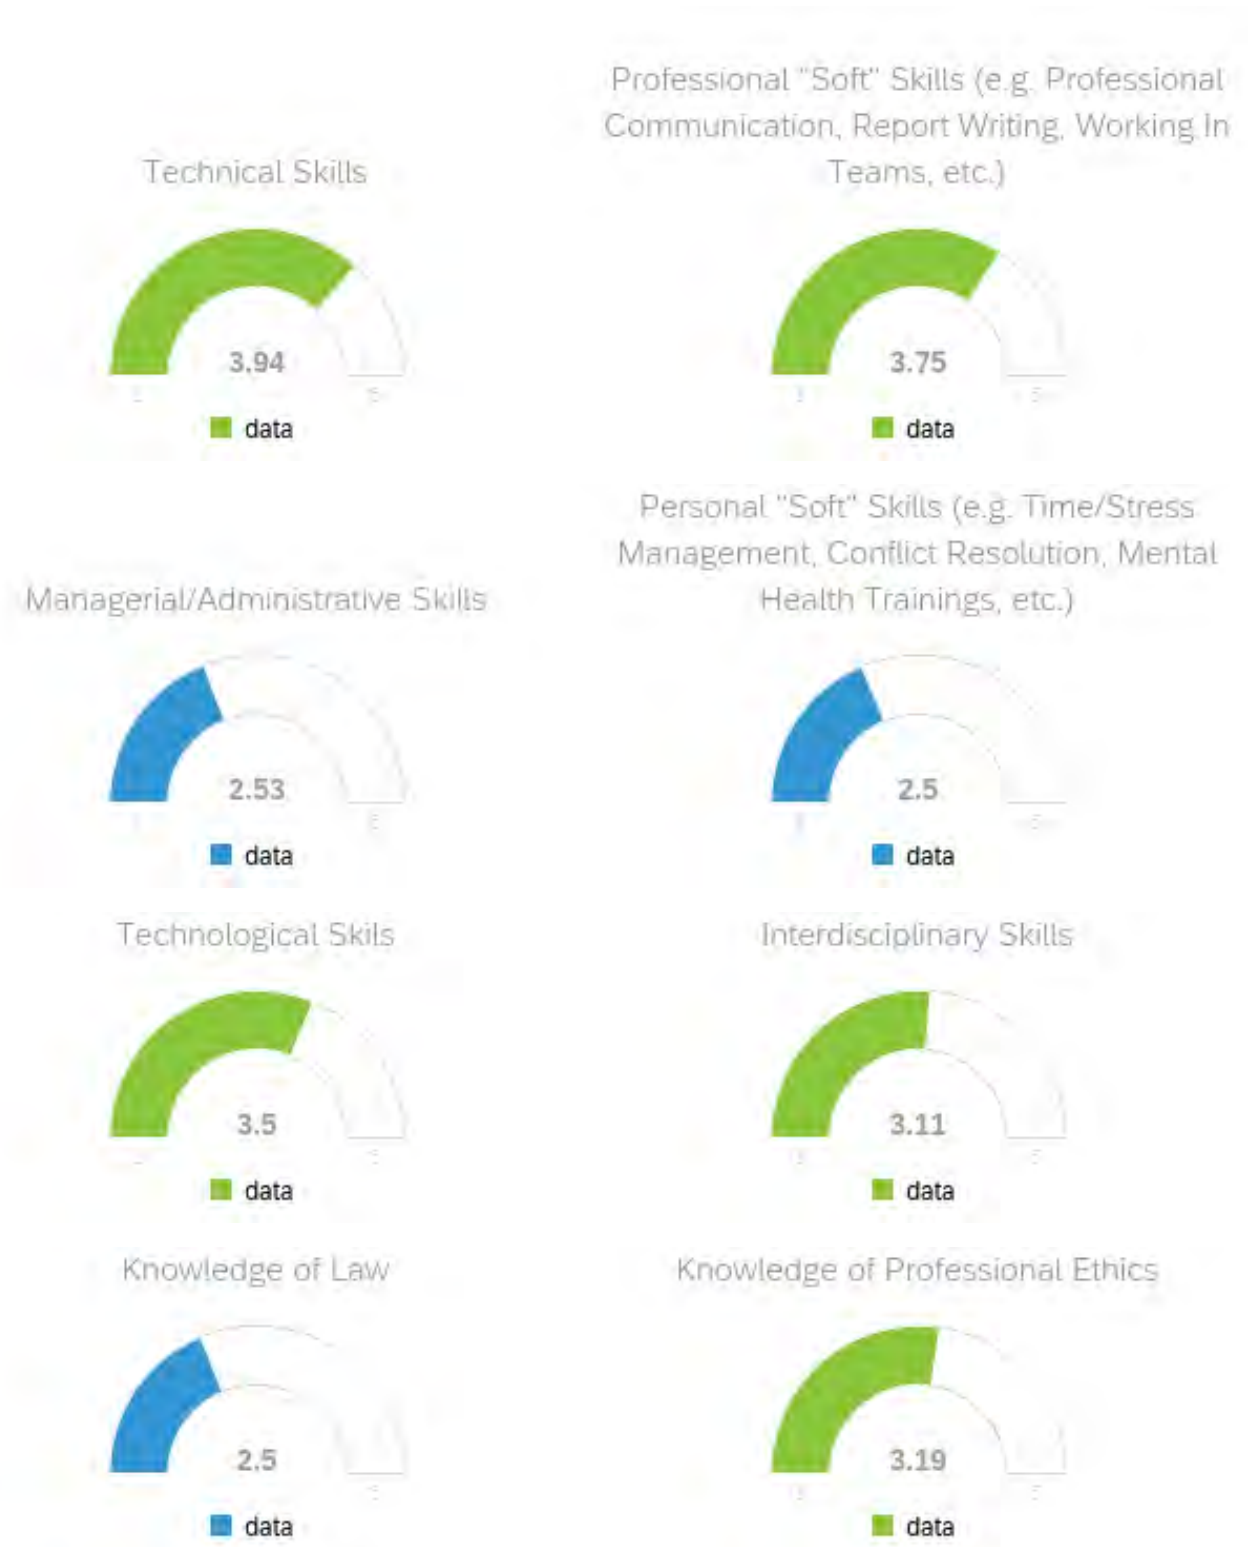 Technical Skills
Professional "Soft" Skills (e.g. Professional
Communication, Report Writing, Working In
Teams, etc.)
3.94
data
3.75
data
Managerial/Administrative Skills
Personal "Soft" Skills (e.g. Time/Stress
Management, Conflict Resolution, Mental
Health Trainings, etc.)
2.53
data
2.5
data
Technological Skils
Interdisciplinary Skills
3.5
data
3.11
data
Knowledge of Law
Knowledge of Professional Ethics
2.5
data
3.19
data